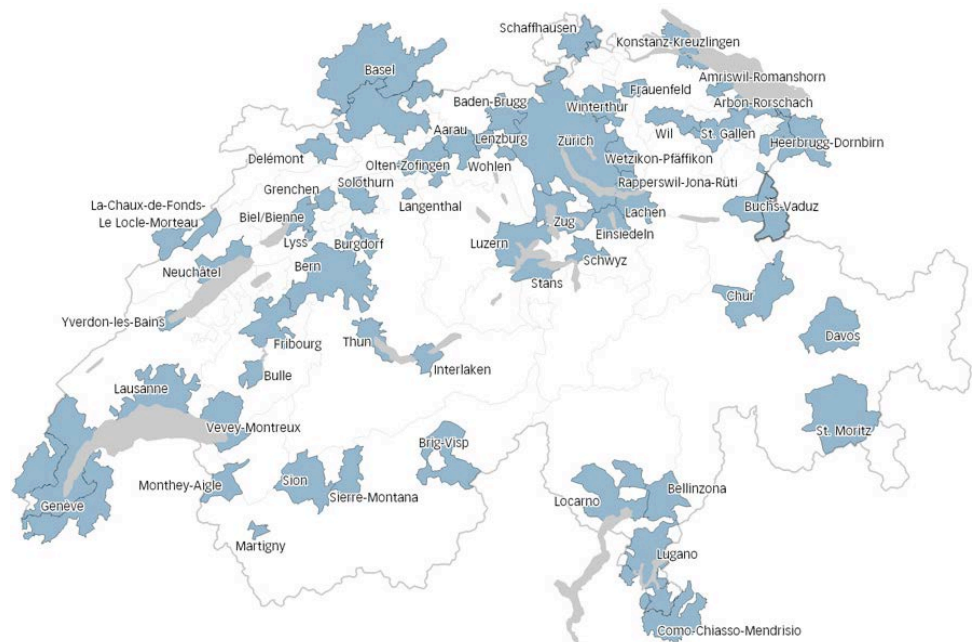 Schaffhausen
Konstanz-Kreuzlingen
Basel
Amriswil-Romanshorn
Frauenfeld
Baden-Brugg
Winterthur
Arbon-Rorschach
Aarau
Lenzburg
Zürich
Wil
St. Gallen
Heerbrugg-Dornbirn
Delémont
Olten-Zofingen
Wohlen
Wetzikon-Pfäffikon
Grenchen
Solothurn
Rapperswil-Jona-Rüti
La-Chaux-de-Fonds-
Le Locle-Morteau
Langenthal
Lachen
Buchs-Vaduz
Biel/Bienne
Zug
Einsiedeln
Lyss
Burgdorf
Luzern
Schwyz
Bern
Neuchâtel
Stans
Chur
Yverdon-les-Bains
Fribourg
Thun
Davos
Interlaken
Bulle
Lausanne
Vevey-Montreux
St. Moritz
Brig-Visp
Monthey-Aigle
Sion
Sierre-Montana
Locarno
Bellinzona
Genève
Martigny
Lugano
Como-Chiasso-Mendrisio